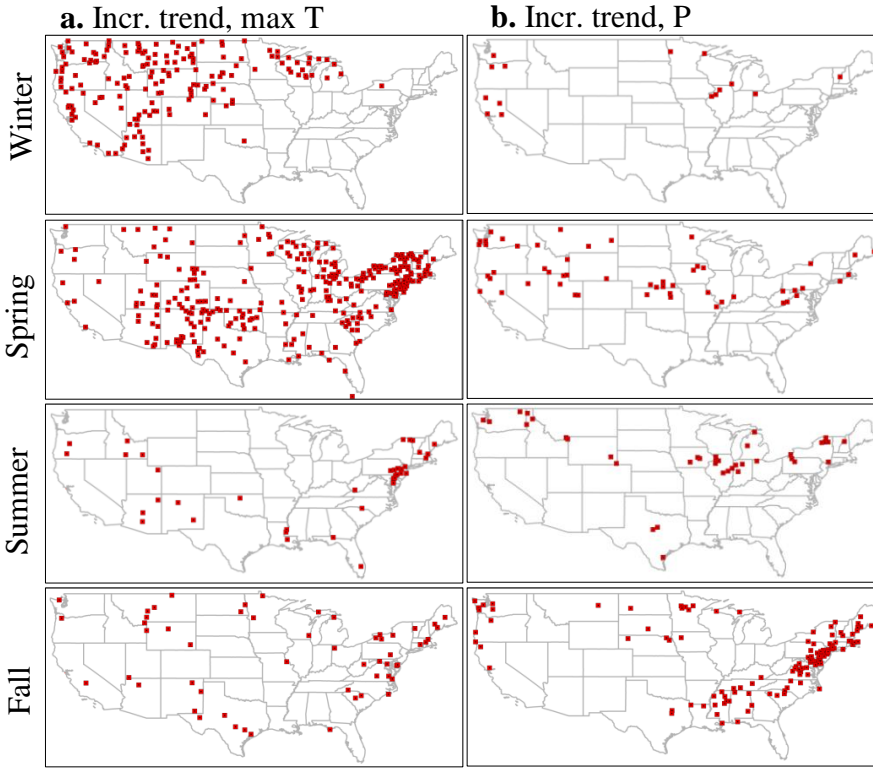 a. Incr. trend, max T
b. Incr. trend, P
Winter
Spring
Summer
Fall